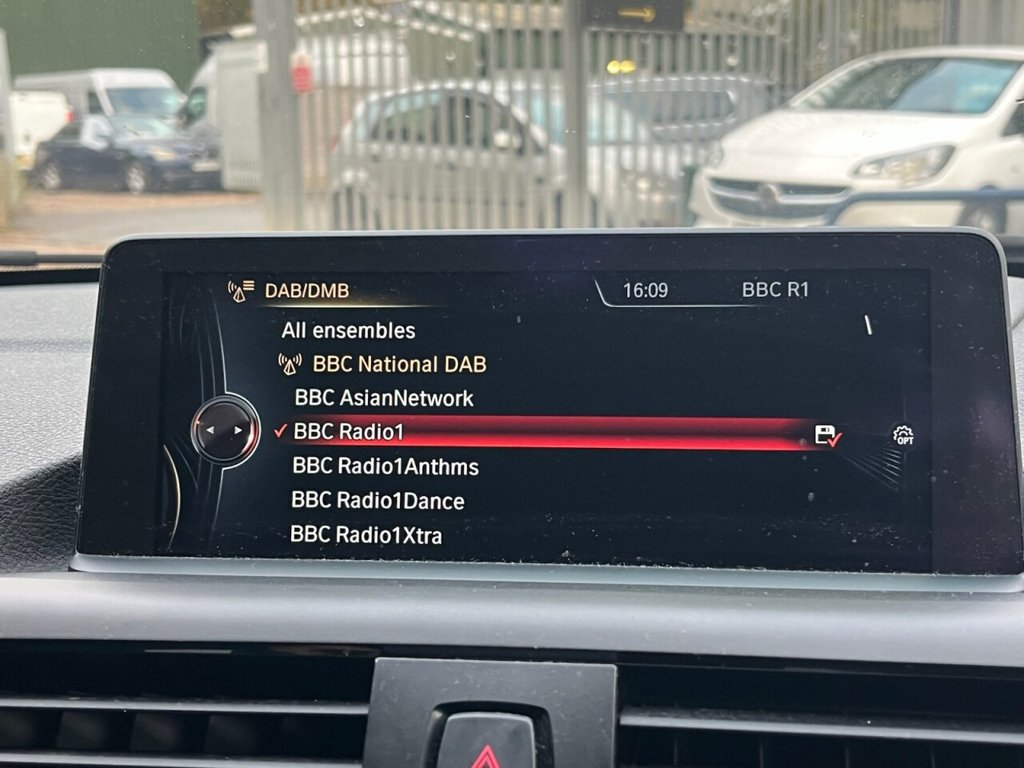 DAB/DMB
16:09
BBC R1
All ensembles
BBC National DAB
BBC AsianNetwork
BBC Radio1
OPT
BBC Radio1Anthms
BBC Radio1Dance
BBC Radio1Xtra